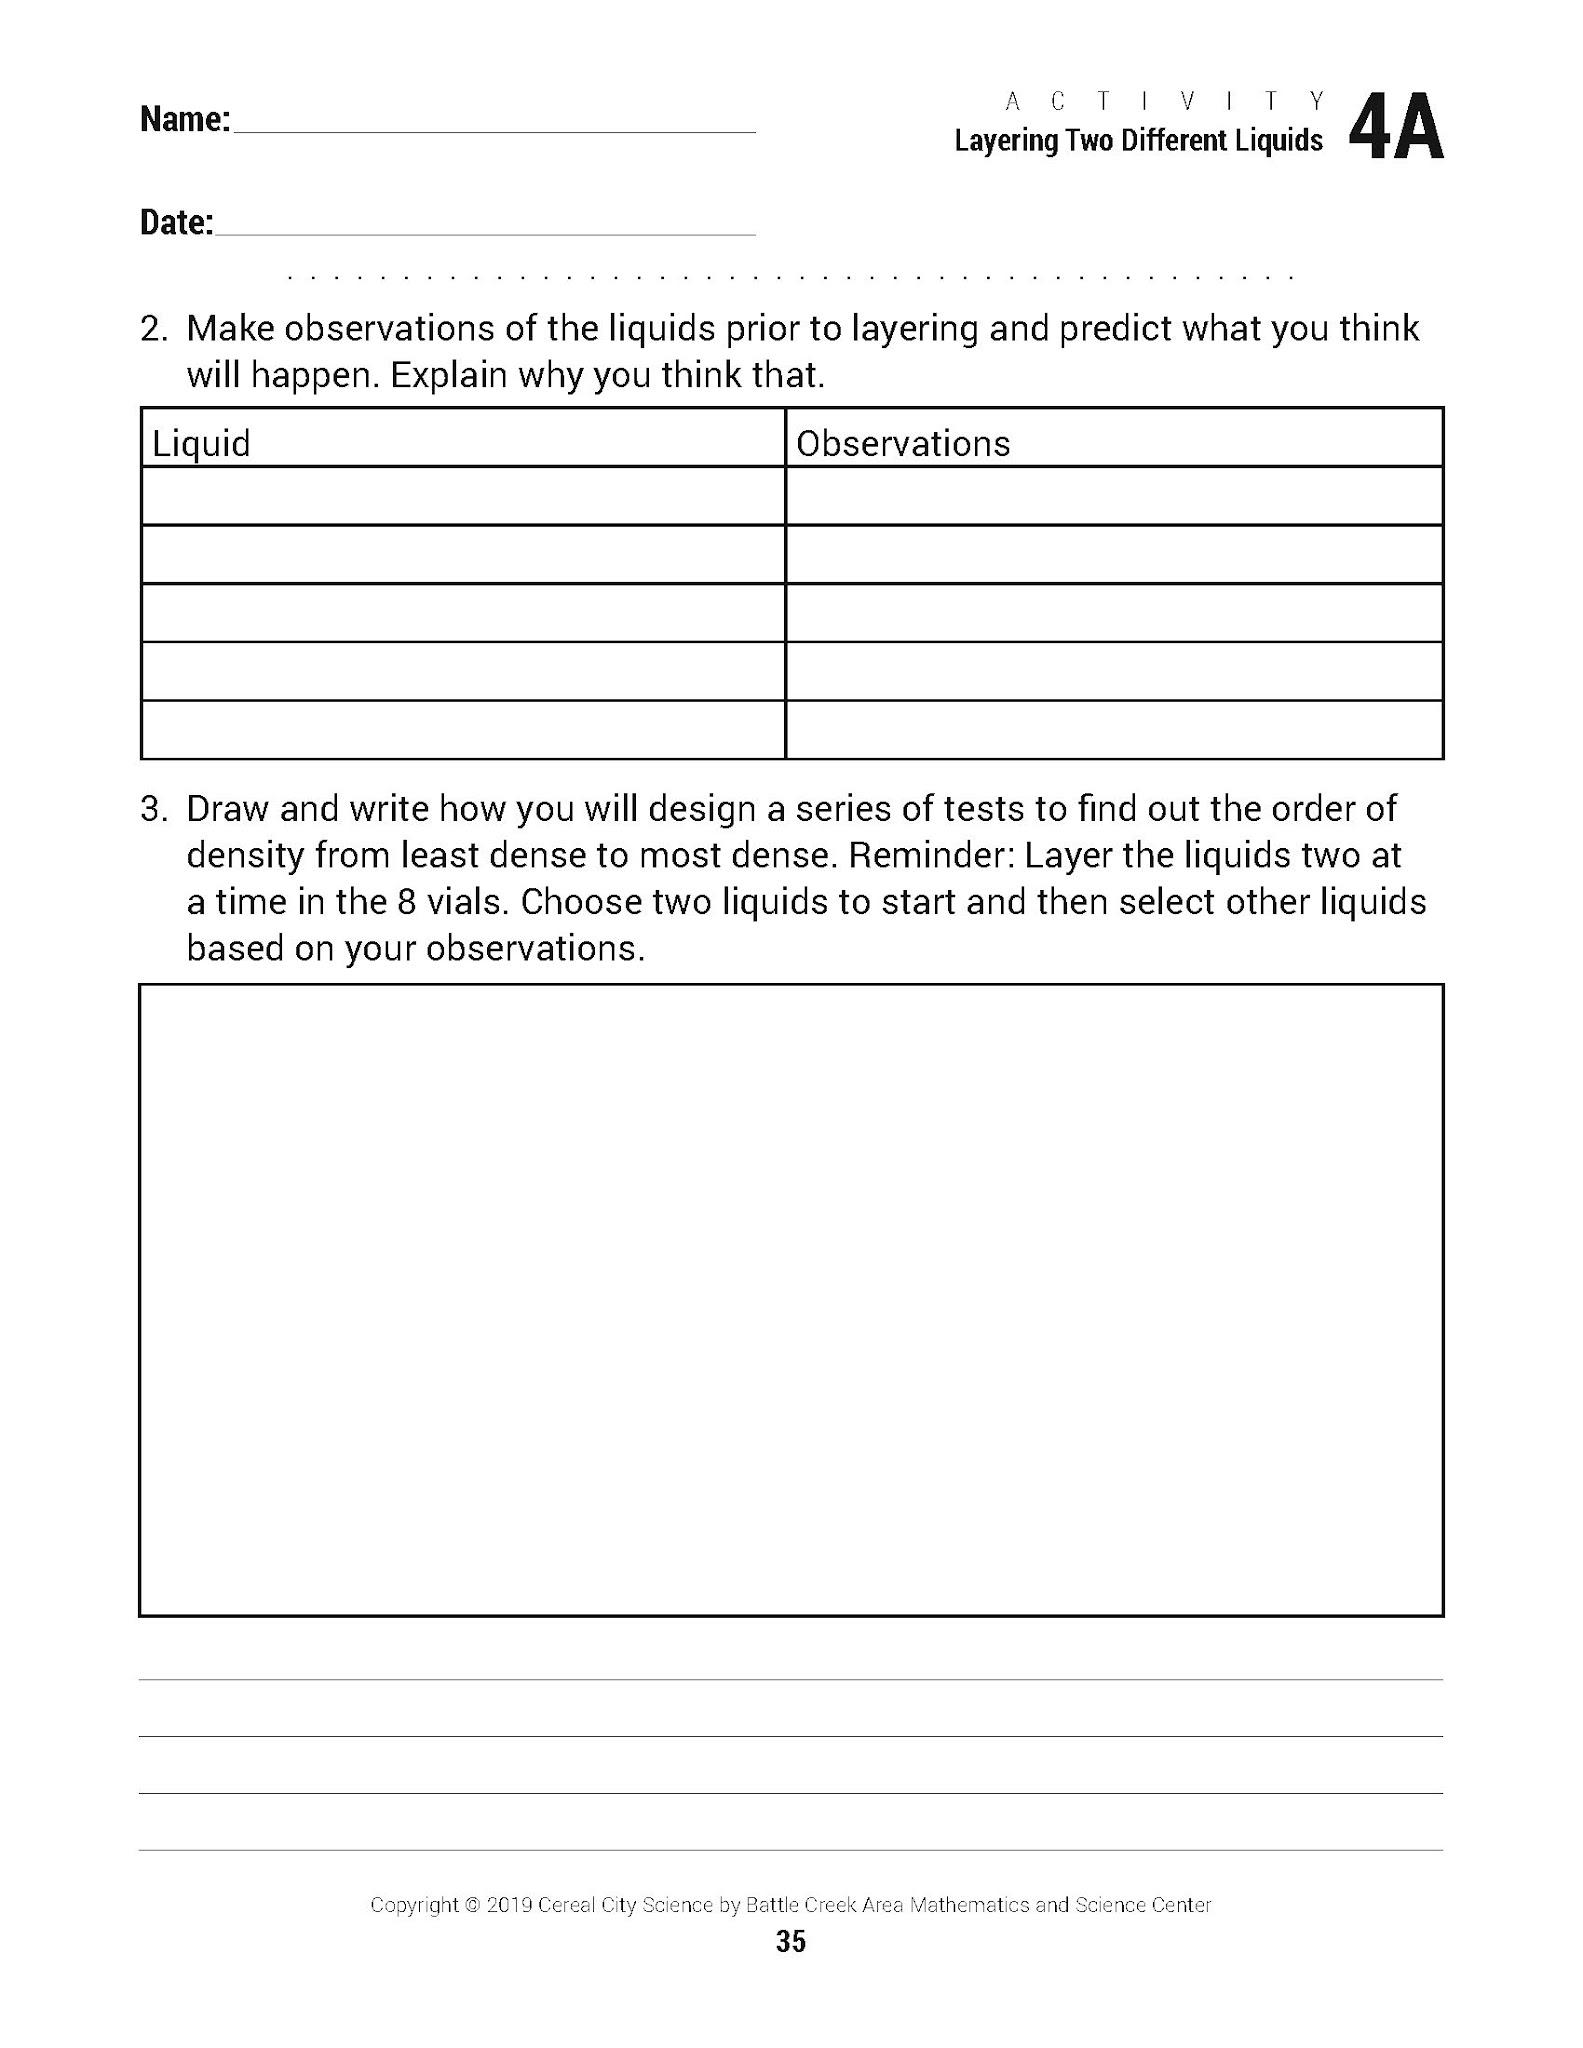 Name:
ACTIVITY
Layering Two Different Liquids
4A
Date:
2. Make observations of the liquids prior to layering and predict what you think
will happen. Explain why you think that.
Liquid Observations
3. Draw and write how you will design a series of tests to find out the order of
density from least dense to most dense. Reminder: Layer the liquids two at
a time in the 8 vials. Choose two liquids to start and then select other liquids
based on your observations.
Copyright © 2019 Cereal City Science by Battle Creek Area Mathematics and Science Center
35